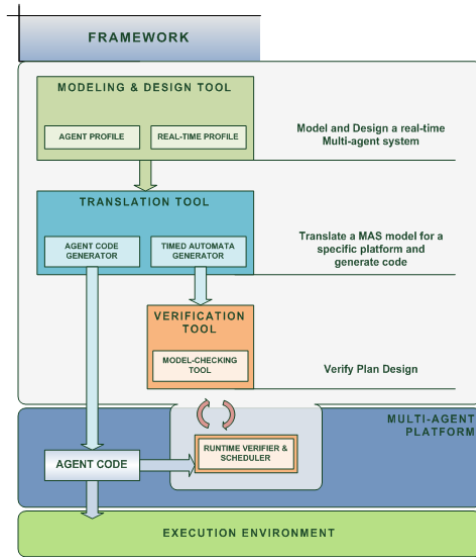 FRAMEWORK
MODELING & DESIGN TOOL
AGENT PROFILE
REAL-TIME PROFILE
Model and Design a real-time
Multi-agent system
TRANSLATION TOOL
AGENT CODE
GENERATOR
TIMED AUTOMATA
GENERATOR
Translate a MAS model for a
specific platform and
generate code
VERIFICATION
TOOL
MODEL-CHECKING
TOOL
Verify Plan Design
MULTI-AGENT
PLATFORM
RUNTIME VERIFIER &
SCHEDULER
AGENT CODE
EXECUTION ENVIRONMENT